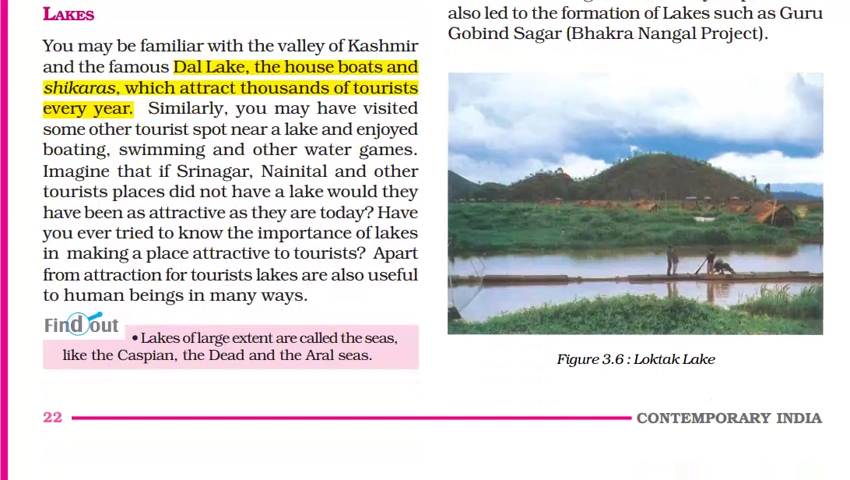 LAKES
You may be familiar with the valley of Kashmir
and the famous Dal Lake, the house boats and
shikaras, which attract thousands of tourists
every year. Similarly, you may have visited
some other tourist spot near a lake and enjoyed
boating, swimming and other water games.
Imagine that if Srinagar, Nainital and other
tourists places did not have a lake would they
have been as attractive as they are today? Have
you ever tried to know the importance of lakes
in making a place attractive to tourists? Apart
from attraction for tourists lakes are also useful
to human beings in many ways.
Find out
• Lakes of large extent are called the seas,
like the Caspian, the Dead and the Aral seas.
also led to the formation of Lakes such as Guru
Gobind Sagar (Bhakra Nangal Project).
Figure 3.6 : Loktak Lake
22
CONTEMPORARY INDIA